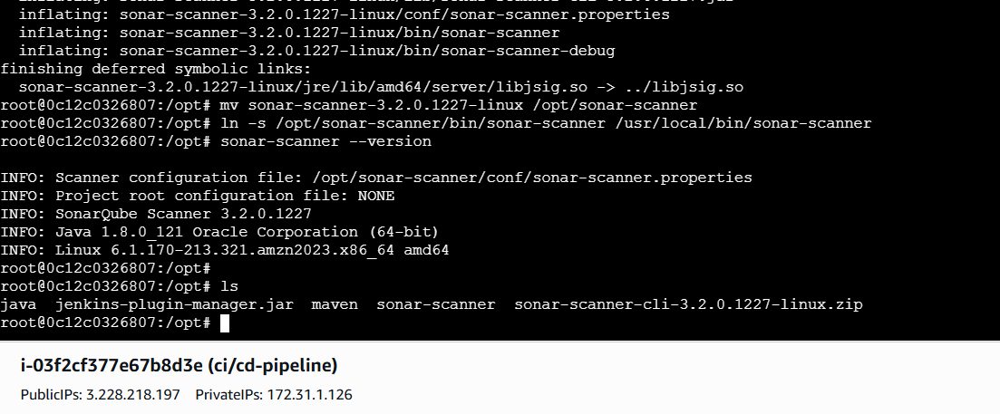 inflating: sonar-scanner-3.2.0.1227-linux/conf/sonar-scanner.properties
inflating: sonar-scanner-3.2.0.1227-linux/bin/sonar-scanner
inflating: sonar-scanner-3.2.0.1227-linux/bin/sonar-scanner-debug
finishing deferred symbolic links:
sonar-scanner-3.2.0.1227-linux/jre/lib/amd64/server/libjsig.so -> ../libjsig.so
root@0c12c0326807:/opt# mv sonar-scanner-3.2.0.1227-linux /opt/sonar-scanner
root@0c12c0326807:/opt# ln -s /opt/sonar-scanner/bin/sonar-scanner /usr/local/bin/sonar-scanner
root@0c12c0326807:/opt# sonar-scanner --version
INFO: Scanner configuration file: /opt/sonar-scanner/conf/sonar-scanner.properties
INFO: Project root configuration file: NONE
INFO: SonarQube Scanner 3.2.0.1227
INFO: Java 1.8.0_121 Oracle Corporation (64-bit)
INFO: Linux 6.1.170-213.321.amzn2023.x86_64 amd64
root@0c12c0326807:/opt#
root@0c12c0326807:/opt# ls
java  jenkins-plugin-manager.jar  maven  sonar-scanner  sonar-scanner-cli-3.2.0.1227-linux.zip
root@0c12c0326807:/opt#
i-03f2cf377e67b8d3e (ci/cd-pipeline)
PublicIPs: 3.228.218.197 PrivateIPs: 172.31.1.126